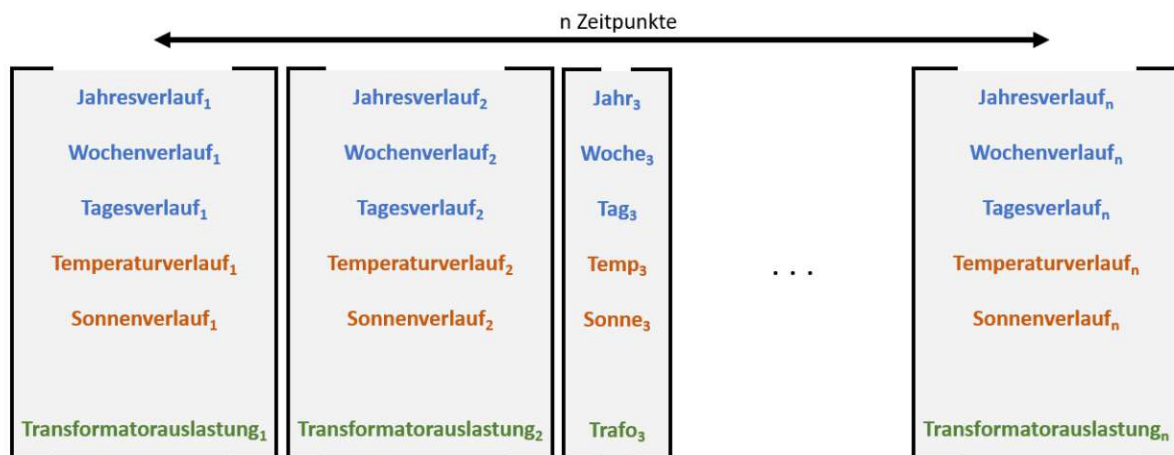 n Zeitpunkte
Jahresverlauf₁ Jahresverlauf₂ Jahr₃ Jahresverlaufₙ
Wochenverlauf₁ Wochenverlauf₂ Woche₃ Wochenverlaufₙ
Tagesverlauf₁ Tagesverlauf₂ Tag₃ Tagesverlaufₙ
Temperaturverlauf₁ Temperaturverlauf₂ Temp₃ . . . Temperaturverlaufₙ
Sonnenverlauf₁ Sonnenverlauf₂ Sonne₃ Sonnenverlaufₙ
Transformatorauslastung₁ Transformatorauslastung₂ Trafo₃ Transformatorauslastungₙ